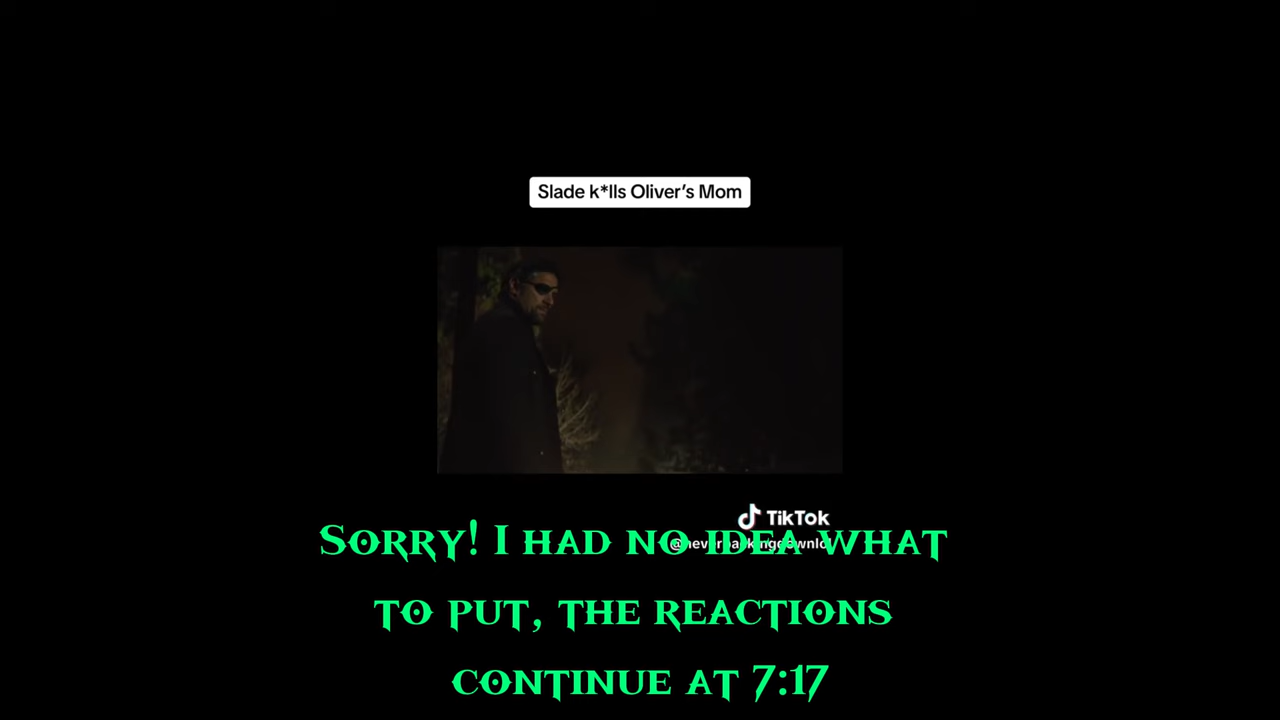 Slade k*lls Oliver's Mom
TikTok
Sorry! I had no idea what
to put, the reactions
continue at 7:17